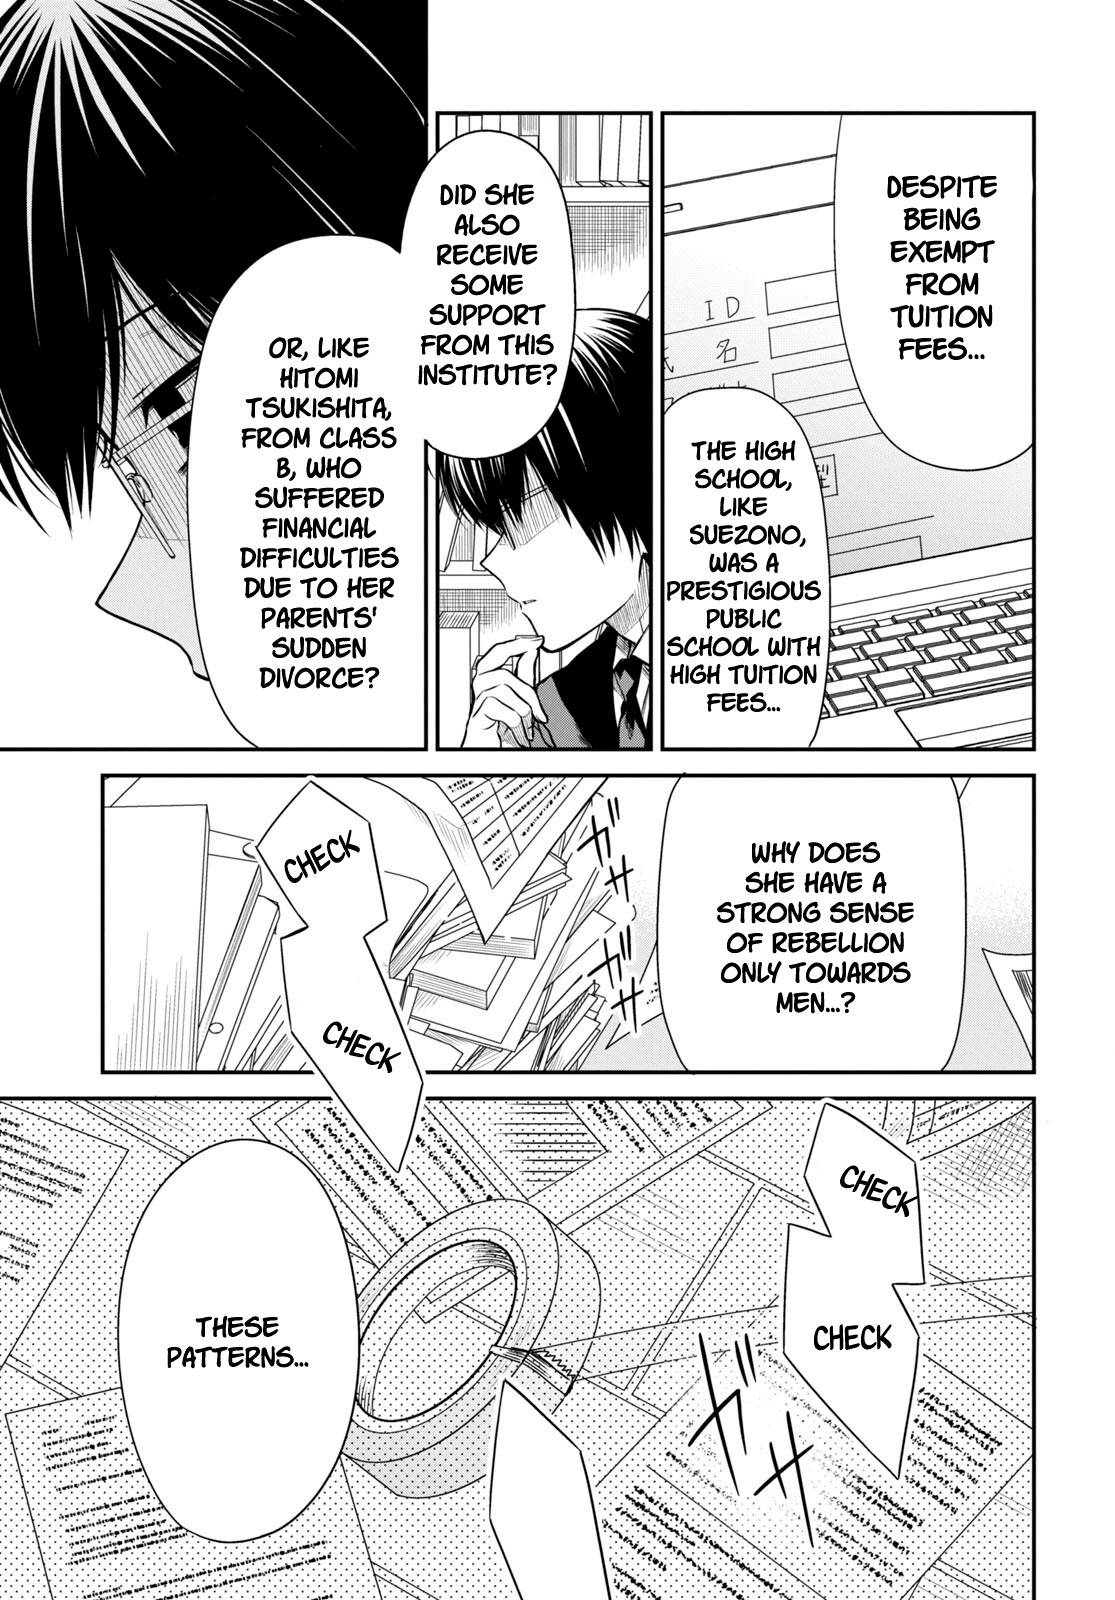 DESPITE
BEING
EXEMPT
FROM
TUITION
FEES...
ID
名
THE HIGH
SCHOOL,
LIKE
SUEZONO,
WAS A
PRESTIGIOUS
PUBLIC
SCHOOL WITH
HIGH TUITION
FEES...
DID SHE
ALSO
RECEIVE
SOME
SUPPORT
FROM THIS
INSTITUTE?
OR, LIKE
HITOMI
TSUKISHITA,
FROM CLASS
B, WHO
SUFFERED
FINANCIAL
DIFFICULTIES
DUE TO HER
PARENTS'
SUDDEN
DIVORCE?
WHY DOES
SHE HAVE A
STRONG SENSE
OF REBELLION
ONLY TOWARDS
MEN...?
CHECK
CHECK
CHECK
CHECK
THESE
PATTERNS...